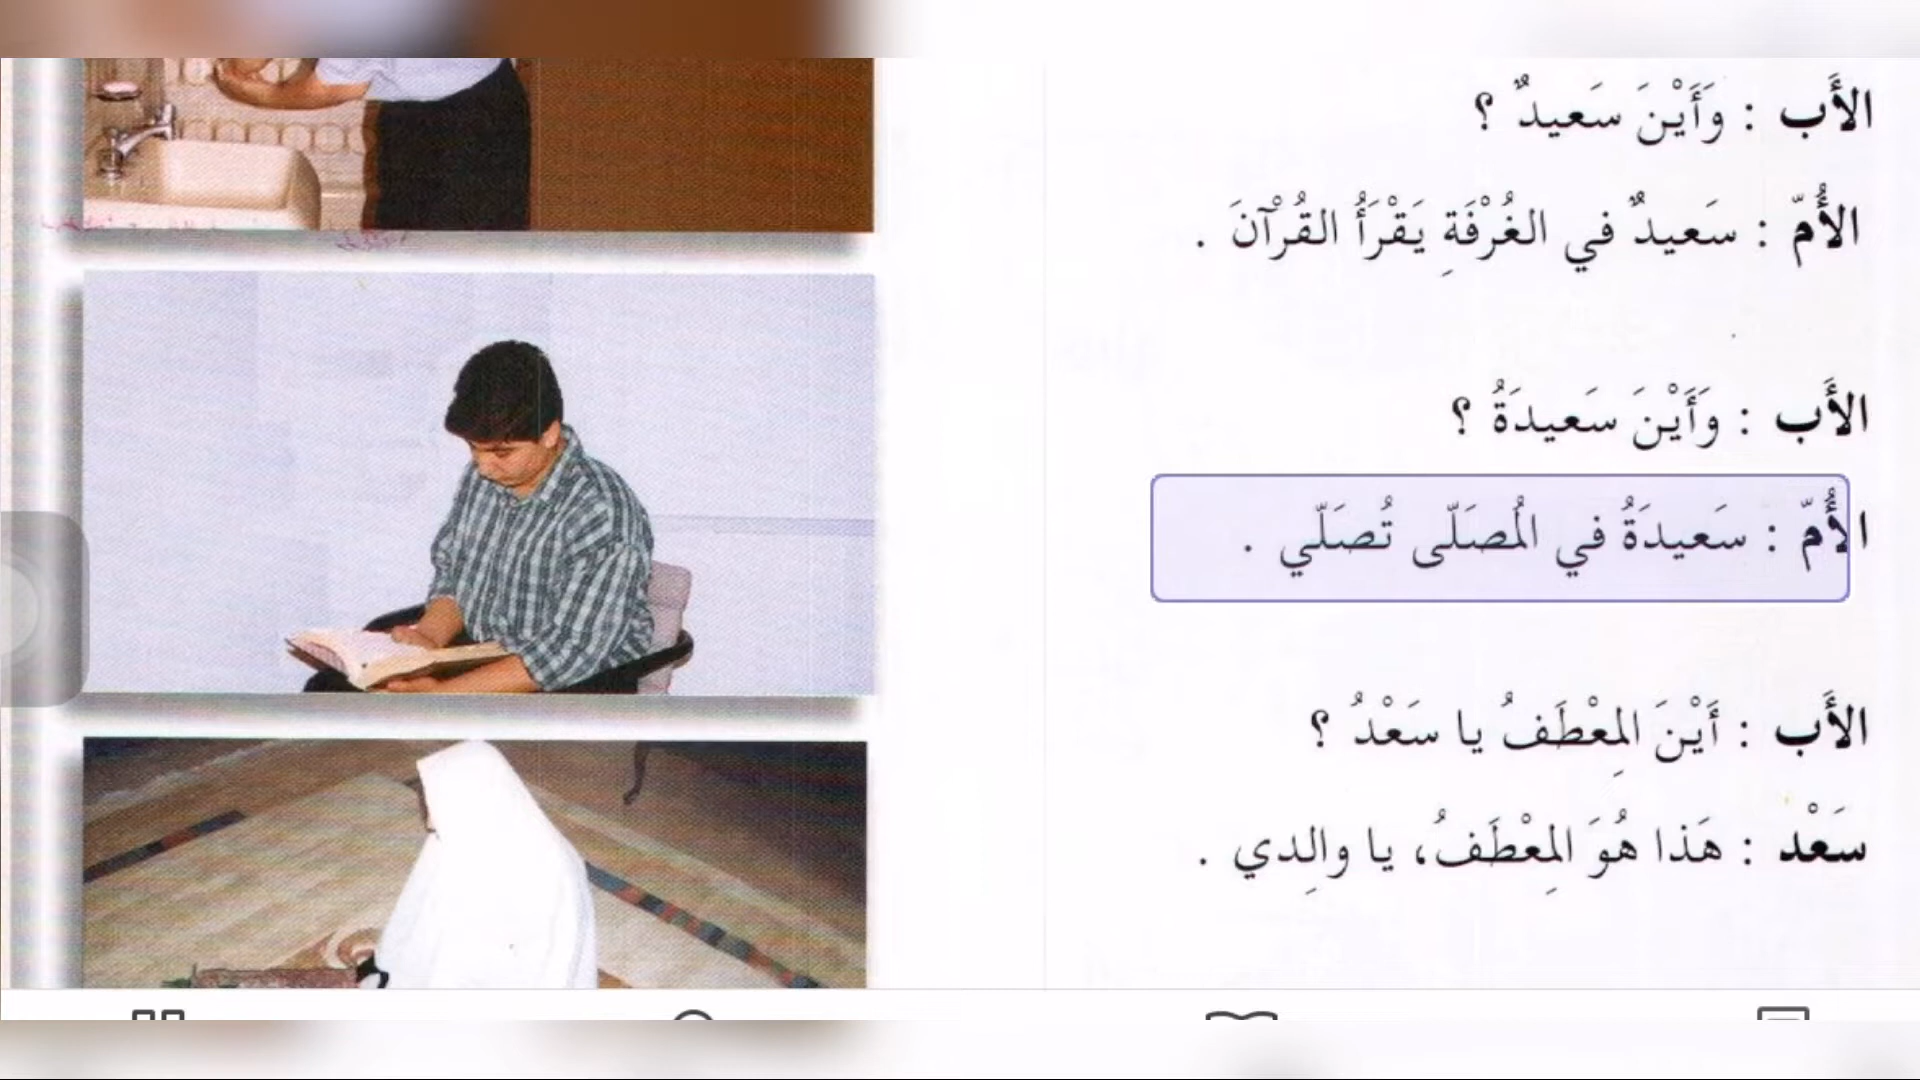 الأَب : وَأَيْنَ سَعيدٌ ؟
الأُمّ : سَعيدٌ في الغُرْفَةِ يَقْرَأُ القُرْآنَ .
الأَب : وَأَيْنَ سَعيدَةُ ؟
الأُمّ : سَعيدَةُ في المُصَلّى تُصَلّي .
الأَب : أَيْنَ المِعْطَفُ يا سَعْدُ ؟
سَعْد : هَذا هُوَ المِعْطَفُ، يا والِدي .